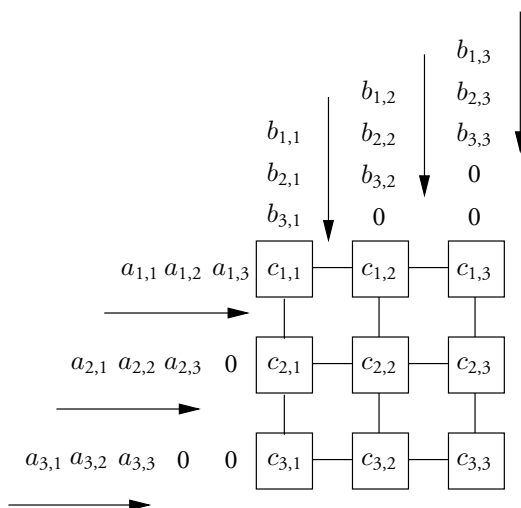 b1,3
b1,2 b2,3
b1,1 b2,2 b3,3
b2,1 b3,2 0
b3,1 0 0
a1,1 a1,2 a1,3 c1,1 c1,2 c1,3
a2,1 a2,2 a2,3 0 c2,1 c2,2 c2,3
a3,1 a3,2 a3,3 0 0 c3,1 c3,2 c3,3